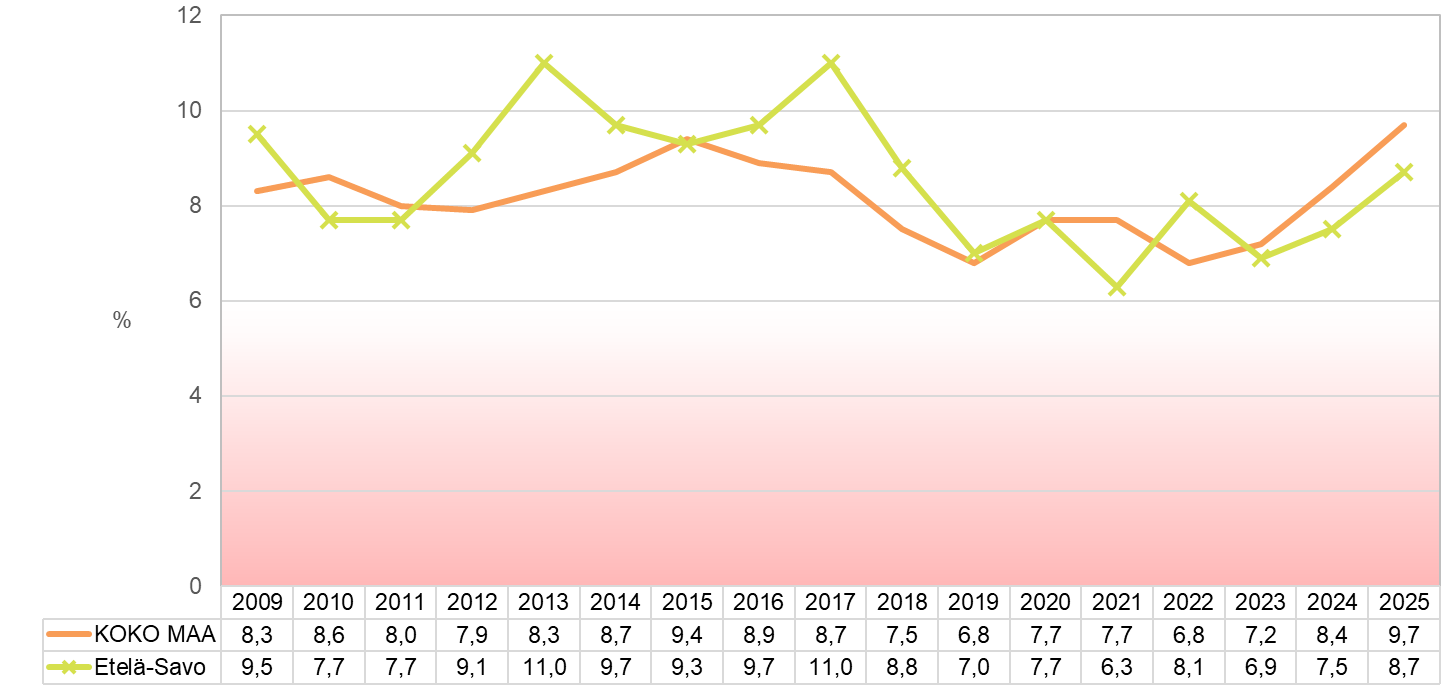 12
10
8
6
%
4
2
0
2009 2010 2011 2012 2013 2014 2015 2016 2017 2018 2019 2020 2021 2022 2023 2024 2025
KOKO MAA 8,3 8,6 8,0 7,9 8,3 8,7 9,4 8,9 8,7 7,5 6,8 7,7 7,7 6,8 7,2 8,4 9,7
Etelä-Savo 9,5 7,7 7,7 9,1 11,0 9,7 9,3 9,7 11,0 8,8 7,0 7,7 6,3 8,1 6,9 7,5 8,7